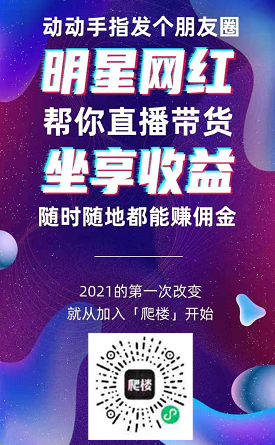 动动手指发个朋友圈
明星网红
帮你直播带货
坐享收益
随时随地都能赚佣金
2021的第一次改变
就从加入「爬楼」开始
爬楼